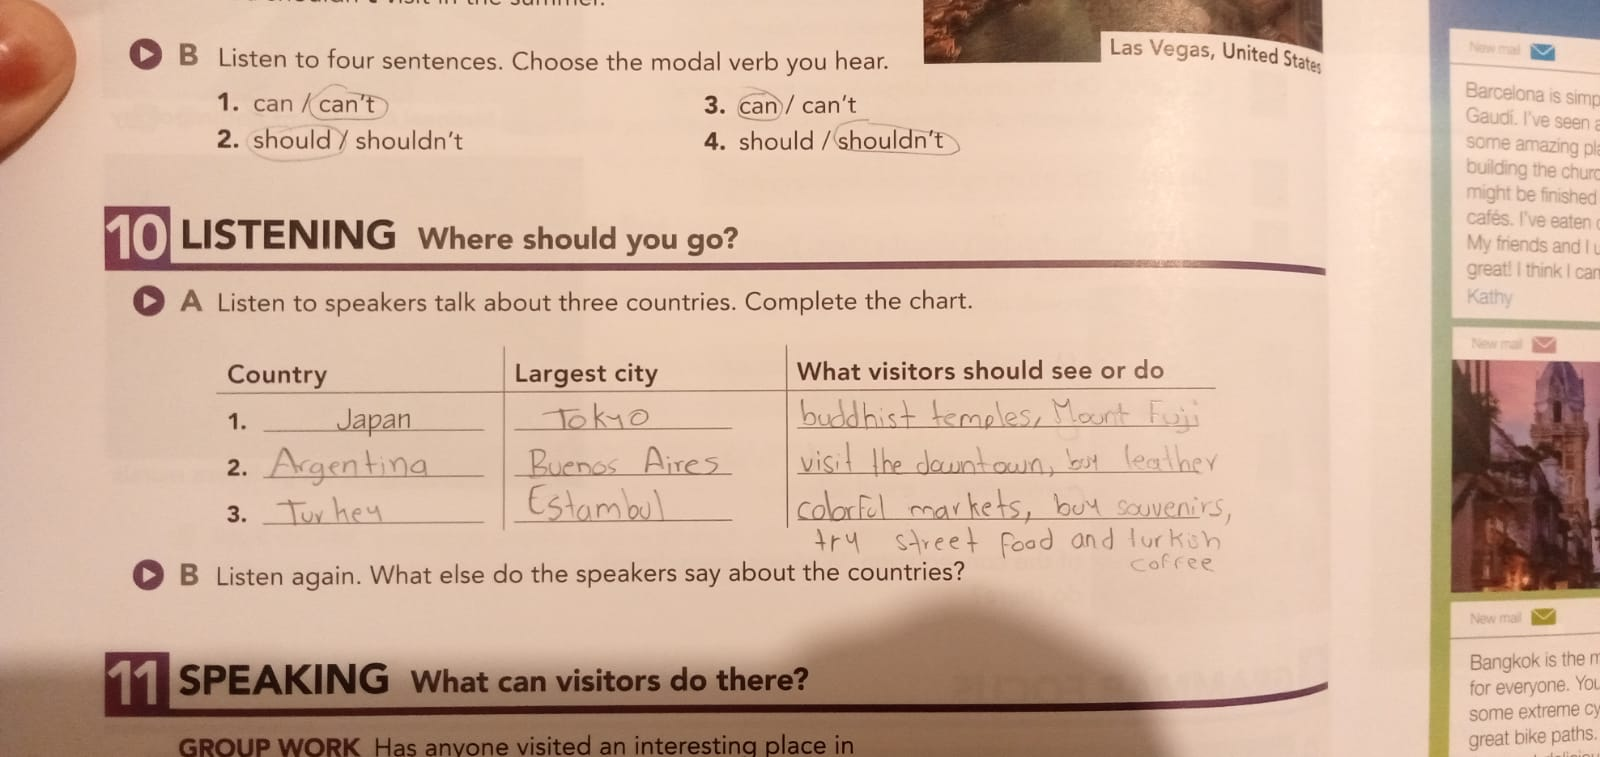 B Listen to four sentences. Choose the modal verb you hear.
Las Vegas, United States
1. can / can't
3. can / can't
2. should / shouldn't
4. should / shouldn't
10 LISTENING Where should you go?
A Listen to speakers talk about three countries. Complete the chart.
Country Largest city What visitors should see or do
1. Japan Tokyo buddhist temples, Mount Fuji
2. Argentina Buenos Aires visit the downtown, buy leather
3. Turkey Estambul colorful markets, buy souvenirs,
try street food and turkish
coffee
B Listen again. What else do the speakers say about the countries?
11 SPEAKING What can visitors do there?
GROUP WORK Has anyone visited an interesting place in
New mail
Barcelona is simp
Gaudí. I've seen
some amazing
building the
might be finished
cafés. I've eaten
My friends and I
great! I think I
Kathy
New mail
New mail
Bangkok is the
for everyone.
some extreme
great bike paths.